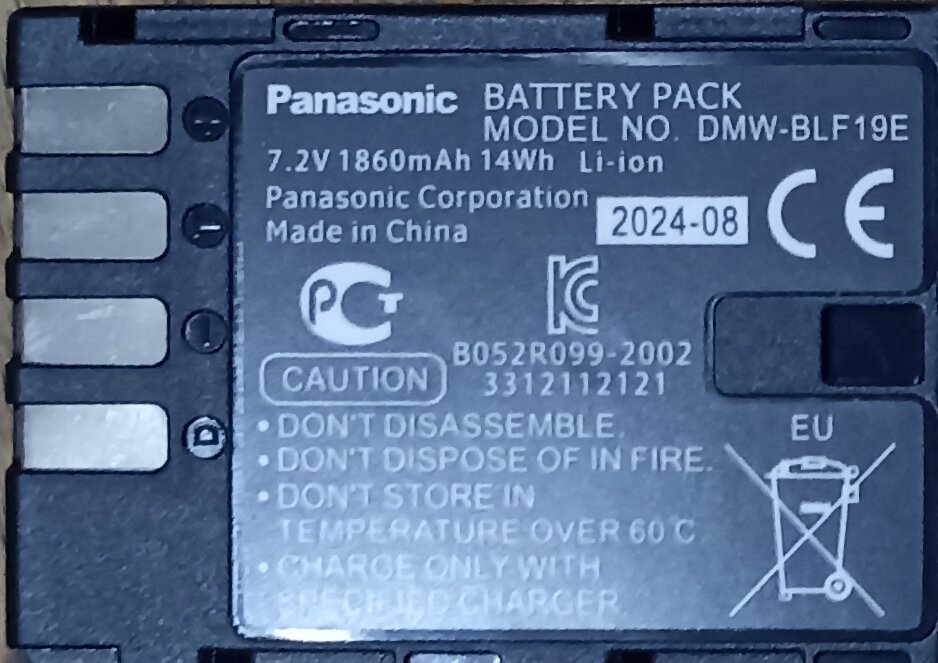 Panasonic BATTERY PACK
MODEL NO. DMW-BLF19E
7.2V 1860mAh 14Wh Li-ion
Panasonic Corporation
Made in China
2024-08
CE
PCT
KC
B052R099-2002
3312112121
CAUTION
• DON'T DISASSEMBLE.
• DON'T DISPOSE OF IN FIRE.
• DON'T STORE IN
TEMPERATURE OVER 60°C.
• CHARGE ONLY WITH
SPECIFIED CHARGER.
EU
D